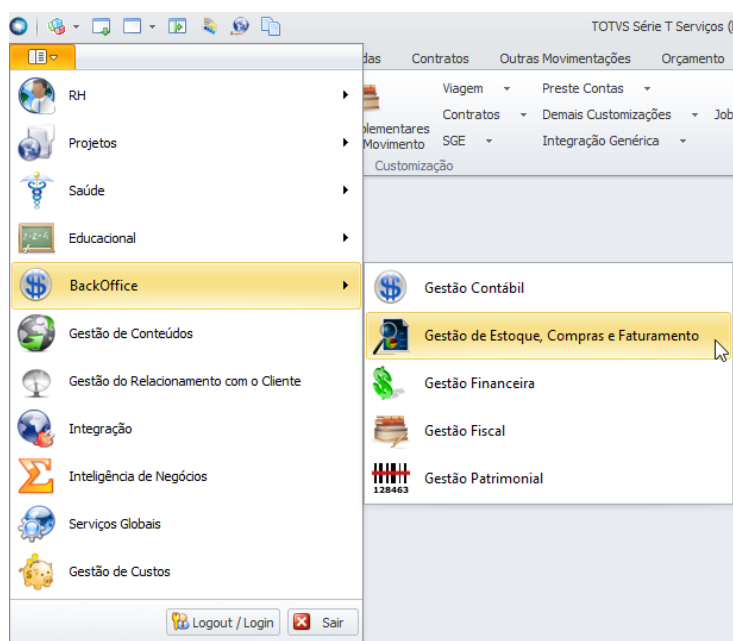 TOTVS Série T Serviços (
das Contratos Outras Movimentações Orçamento
Viagem Preste Contas
Contratos Demais Customizações Job
plementares
Movimento SGE Integração Genérica
Customização
RH
Projetos
Saúde
Educacional
BackOffice
Gestão de Conteúdos
Gestão do Relacionamento com o Cliente
Integração
Inteligência de Negócios
Serviços Globais
Gestão de Custos
Logout / Login Sair
Gestão Contábil
Gestão de Estoque, Compras e Faturamento
Gestão Financeira
Gestão Fiscal
Gestão Patrimonial
128463